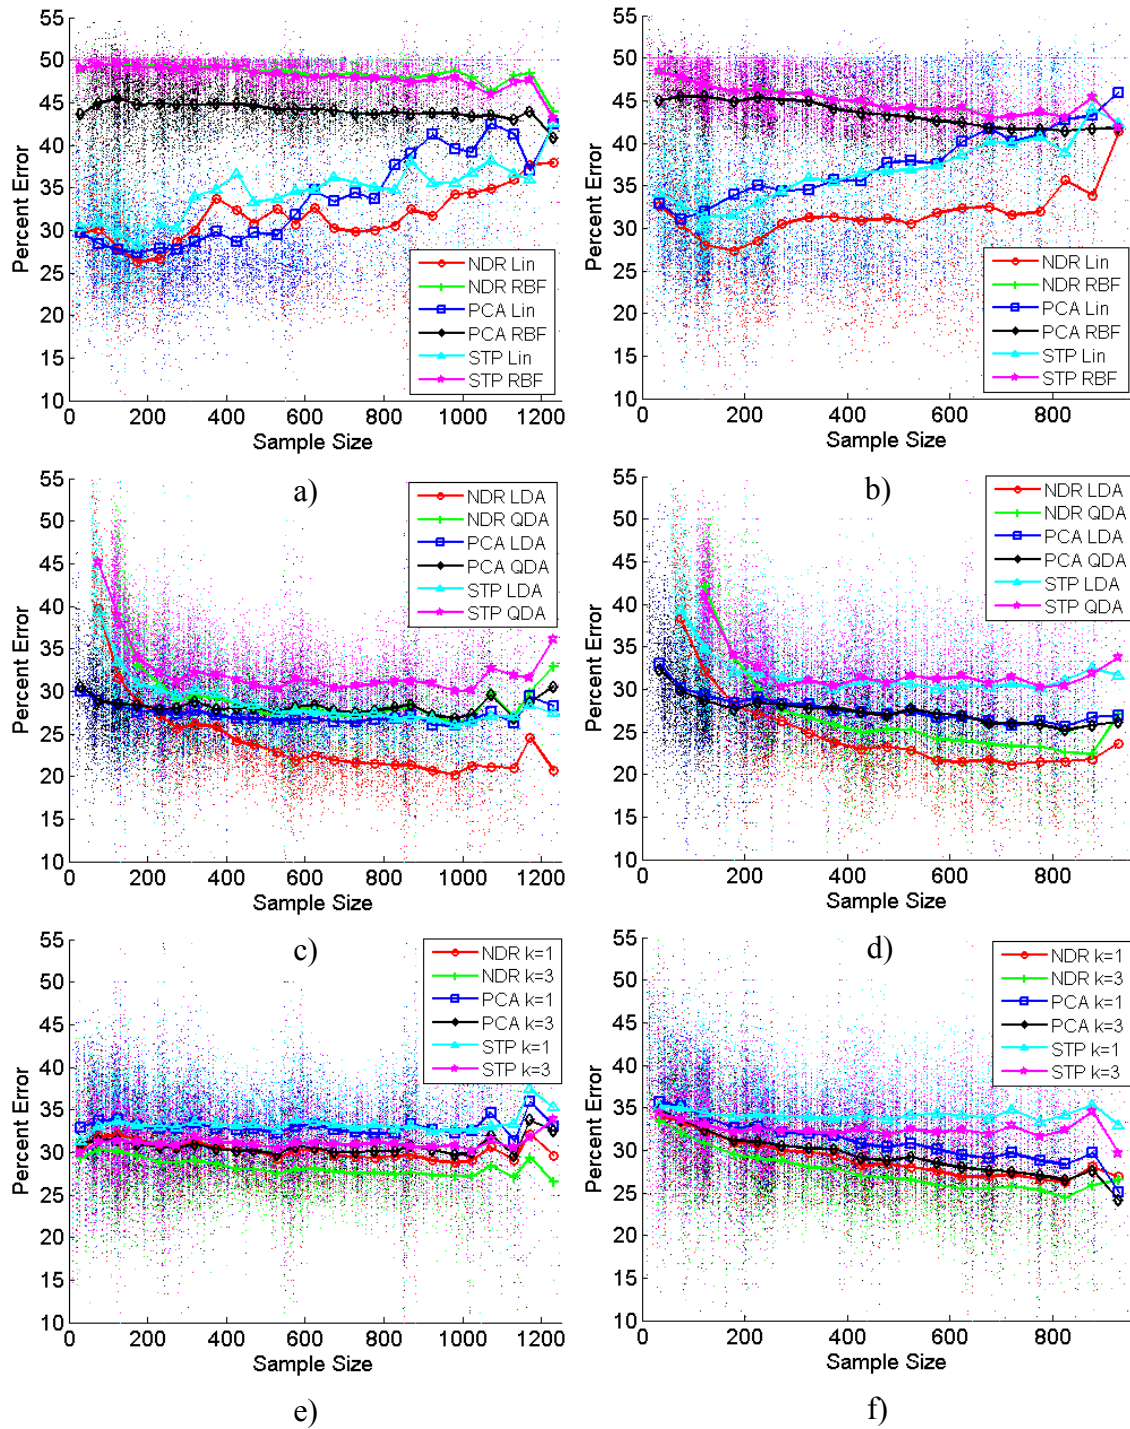 55
50
45
40
35
30
25
20
15
10
Percent Error
0
200
400
600
800
1000
1200
Sample Size
NDR Lin
NDR RBF
PCA Lin
PCA RBF
STP Lin
STP RBF
a)
55
50
45
40
35
30
25
20
15
10
Percent Error
0
200
400
600
800
Sample Size
NDR Lin
NDR RBF
PCA Lin
PCA RBF
STP Lin
STP RBF
b)
55
50
45
40
35
30
25
20
15
10
Percent Error
0
200
400
600
800
1000
1200
Sample Size
NDR LDA
NDR QDA
PCA LDA
PCA QDA
STP LDA
STP QDA
c)
55
50
45
40
35
30
25
20
15
10
Percent Error
0
200
400
600
800
Sample Size
NDR LDA
NDR QDA
PCA LDA
PCA QDA
STP LDA
STP QDA
d)
55
50
45
40
35
30
25
20
15
10
Percent Error
0
200
400
600
800
1000
1200
Sample Size
NDR k=1
NDR k=3
PCA k=1
PCA k=3
STP k=1
STP k=3
e)
55
50
45
40
35
30
25
20
15
10
Percent Error
0
200
400
600
800
Sample Size
NDR k=1
NDR k=3
PCA k=1
PCA k=3
STP k=1
STP k=3
f)